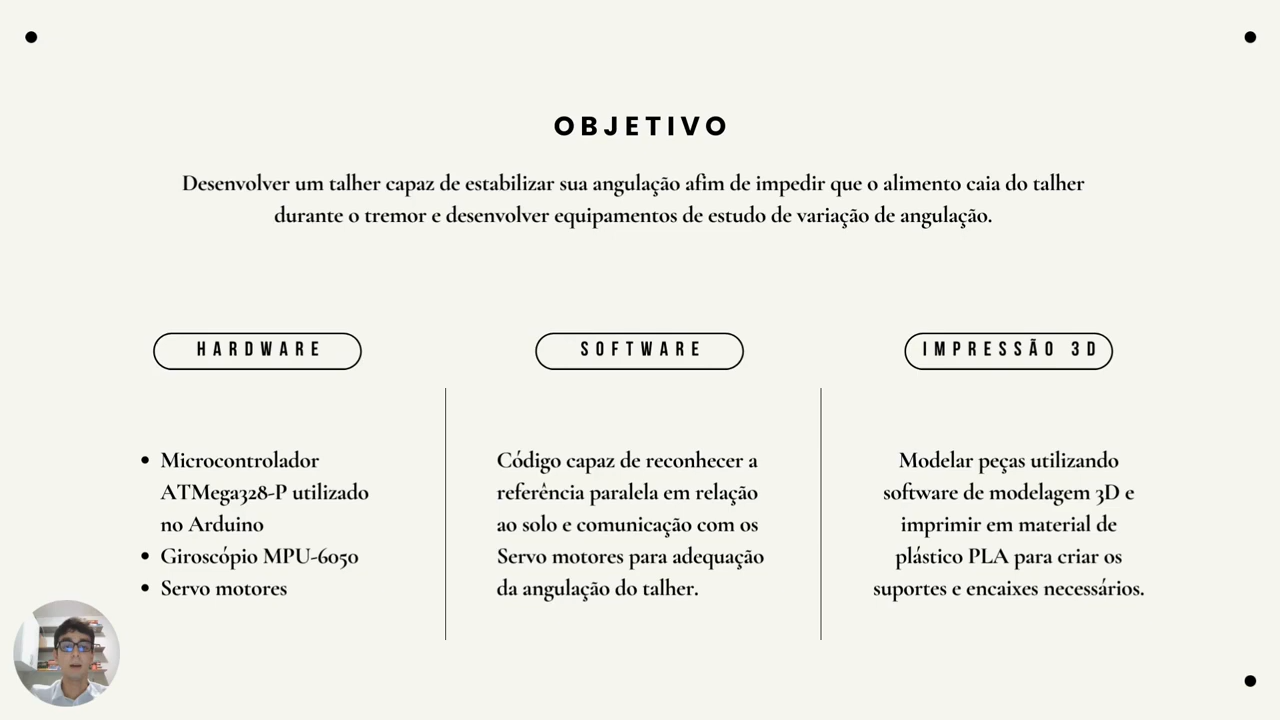 OBJETIVO
Desenvolver um talher capaz de estabilizar sua angulação afim de impedir que o alimento caia do talher
durante o tremor e desenvolver equipamentos de estudo de variação de angulação.
HARDWARE
• Microcontrolador
ATMega328-P utilizado
no Arduino
• Giroscópio MPU-6050
• Servo motores
SOFTWARE
Código capaz de reconhecer a
referência paralela em relação
ao solo e comunicação com os
Servo motores para adequação
da angulação do talher.
IMPRESSÃO 3D
Modelar peças utilizando
software de modelagem 3D e
imprimir em material de
plástico PLA para criar os
suportes e encaixes necessários.